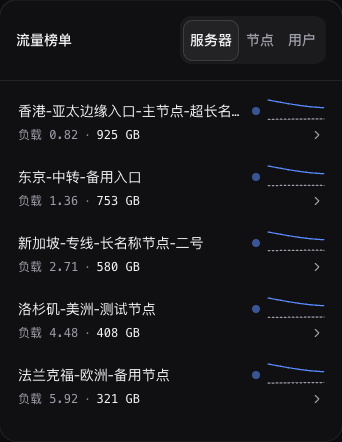 流量榜单
服务器 节点 用户
香港-亚太边缘入口-主节点-超长名…
负载 0.82 · 925 GB
东京-中转-备用入口
负载 1.36 · 753 GB
新加坡-专线-长名称节点-二号
负载 2.71 · 580 GB
洛杉矶-美洲-测试节点
负载 4.48 · 408 GB
法兰克福-欧洲-备用节点
负载 5.92 · 321 GB